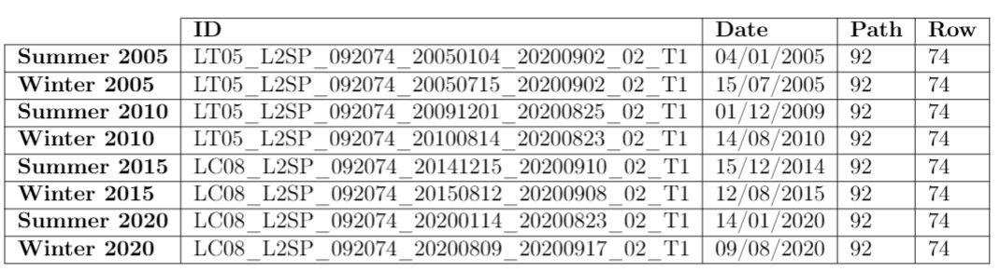 ID Date Path Row
Summer 2005 LT05_L2SP_092074_20050104_20200902_02_T1 04/01/2005 92 74
Winter 2005 LT05_L2SP_092074_20050715_20200902_02_T1 15/07/2005 92 74
Summer 2010 LT05_L2SP_092074_20091201_20200825_02_T1 01/12/2009 92 74
Winter 2010 LT05_L2SP_092074_20100814_20200823_02_T1 14/08/2010 92 74
Summer 2015 LC08_L2SP_092074_20141215_20200910_02_T1 15/12/2014 92 74
Winter 2015 LC08_L2SP_092074_20150812_20200908_02_T1 12/08/2015 92 74
Summer 2020 LC08_L2SP_092074_20200114_20200823_02_T1 14/01/2020 92 74
Winter 2020 LC08_L2SP_092074_20200809_20200917_02_T1 09/08/2020 92 74